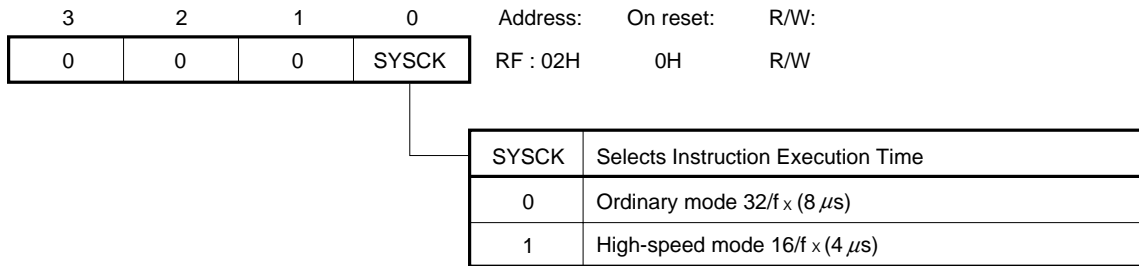 3 2 1 0 Address: On reset: R/W:
0 0 0 SYSCK RF : 02H 0H R/W
SYSCK Selects Instruction Execution Time
0 Ordinary mode 32/fx (8 μs)
1 High-speed mode 16/fx (4 μs)